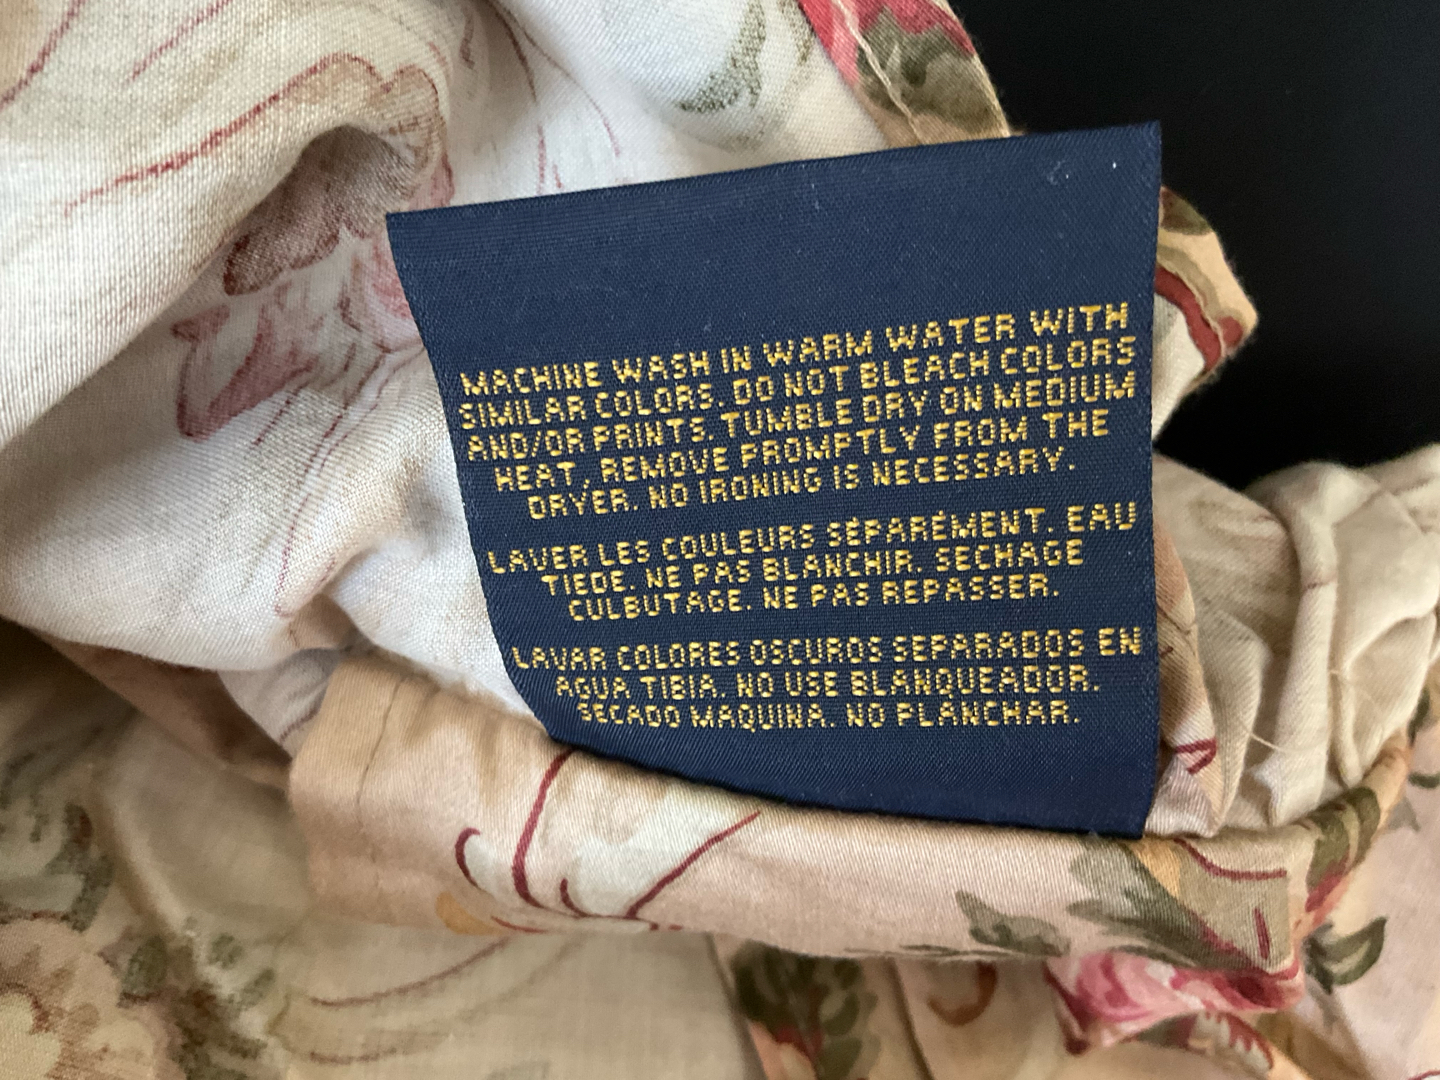 MACHINE WASH IN WARM WATER WITH
SIMILAR COLORS. DO NOT BLEACH COLORS
AND/OR PRINTS. TUMBLE DRY ON MEDIUM
HEAT, REMOVE PROMPTLY FROM THE
DRYER. NO IRONING IS NECESSARY.
LAVER LES COULEURS SÉPARÉMENT. EAU
TIEDE. NE PAS BLANCHIR. SECHAGE
CULBUTAGE. NE PAS REPASSER.
LAVAR COLORES OSCUROS SEPARADOS EN
AGUA TIBIA. NO USE BLANQUEADOR.
SECADO MAQUINA. NO PLANCHAR.